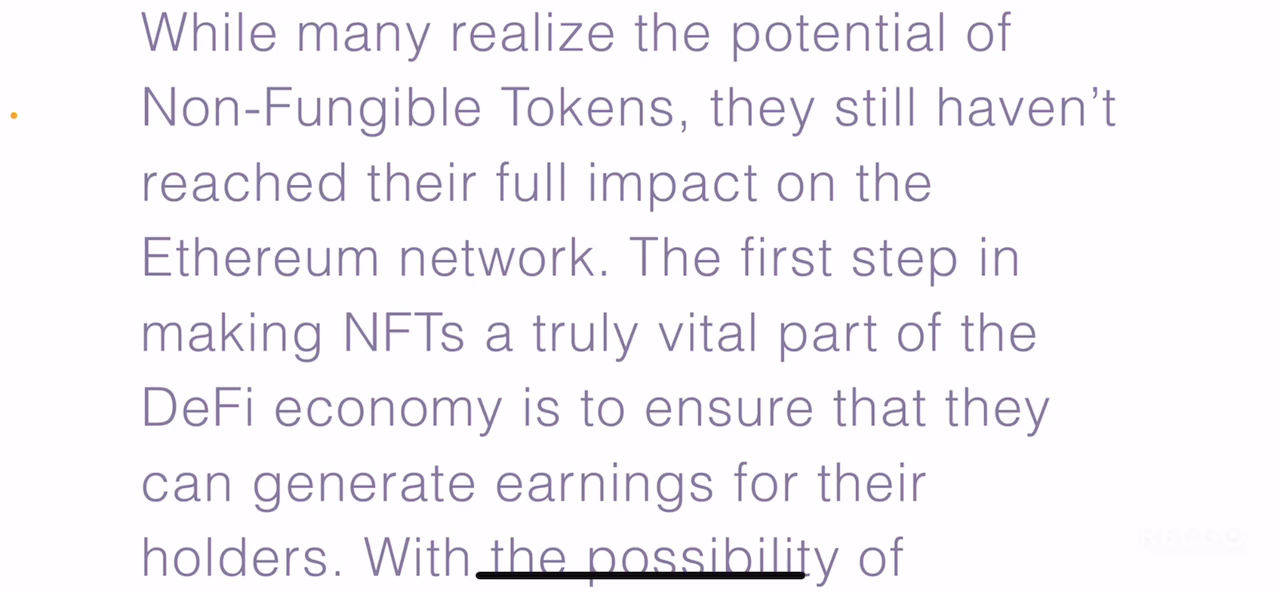 While many realize the potential of
Non-Fungible Tokens, they still haven’t
reached their full impact on the
Ethereum network. The first step in
making NFTs a truly vital part of the
DeFi economy is to ensure that they
can generate earnings for their
holders. With the possibility of